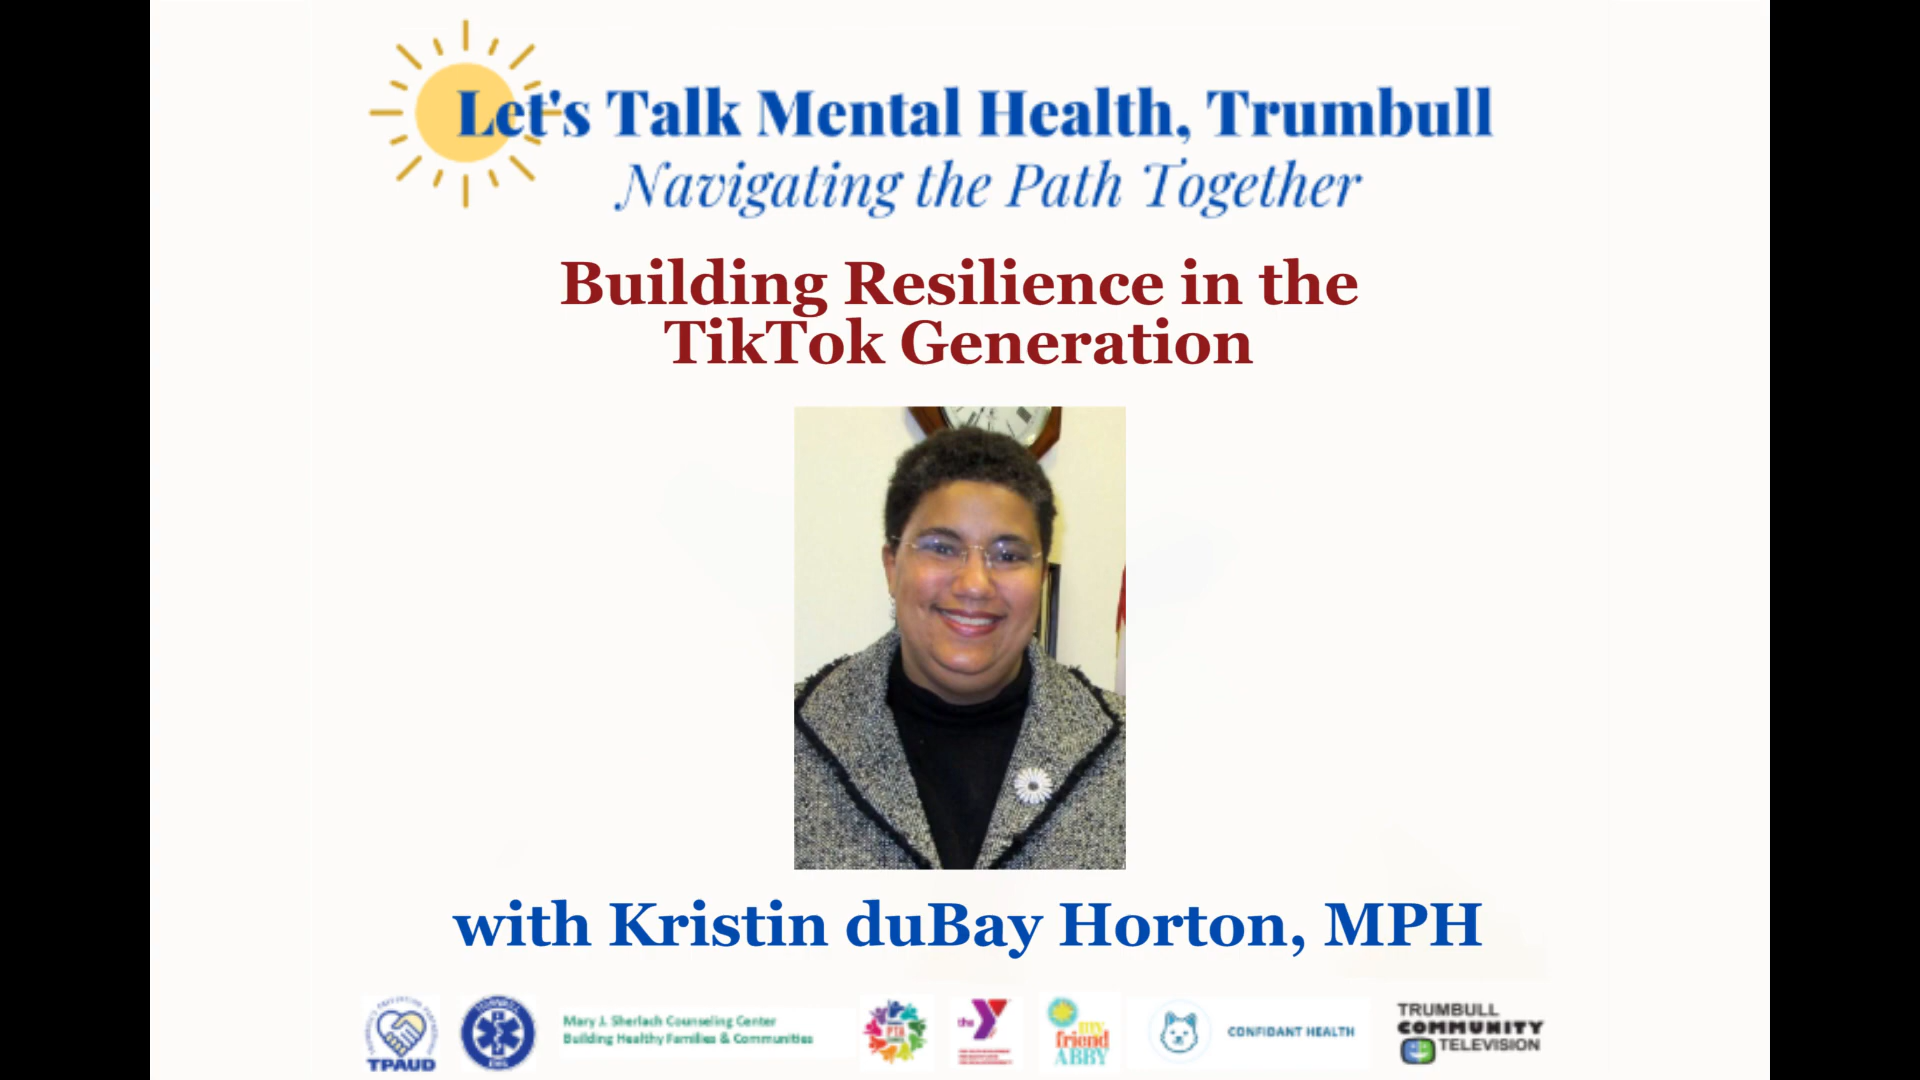 Let's Talk Mental Health, Trumbull
Navigating the Path Together
Building Resilience in the
TikTok Generation
with Kristin duBay Horton, MPH
TPAUD
Mary J. Sherlach Counseling Center
Building Healthy Families & Communities
PTA
the Y
my
friend
ABBY
CONFIDANT HEALTH
TRUMBULL
COMMUNITY
TELEVISION